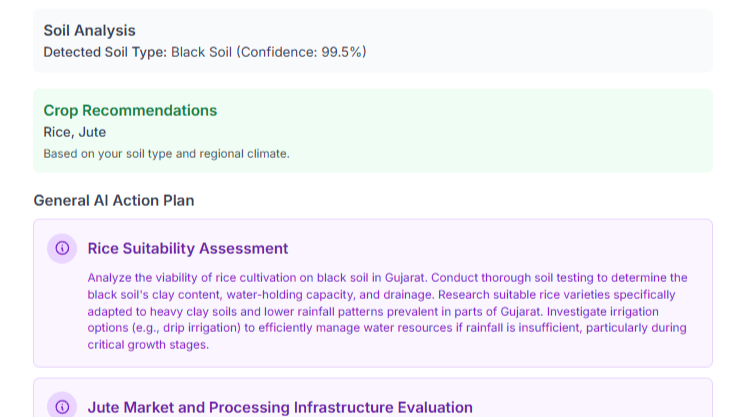 Soil Analysis
Detected Soil Type: Black Soil (Confidence: 99.5%)
Crop Recommendations
Rice, Jute
Based on your soil type and regional climate.
General AI Action Plan
Rice Suitability Assessment
Analyze the viability of rice cultivation on black soil in Gujarat. Conduct thorough soil testing to determine the
black soil's clay content, water-holding capacity, and drainage. Research suitable rice varieties specifically
adapted to heavy clay soils and lower rainfall patterns prevalent in parts of Gujarat. Investigate irrigation
options (e.g., drip irrigation) to efficiently manage water resources if rainfall is insufficient, particularly during
critical growth stages.
Jute Market and Processing Infrastructure Evaluation